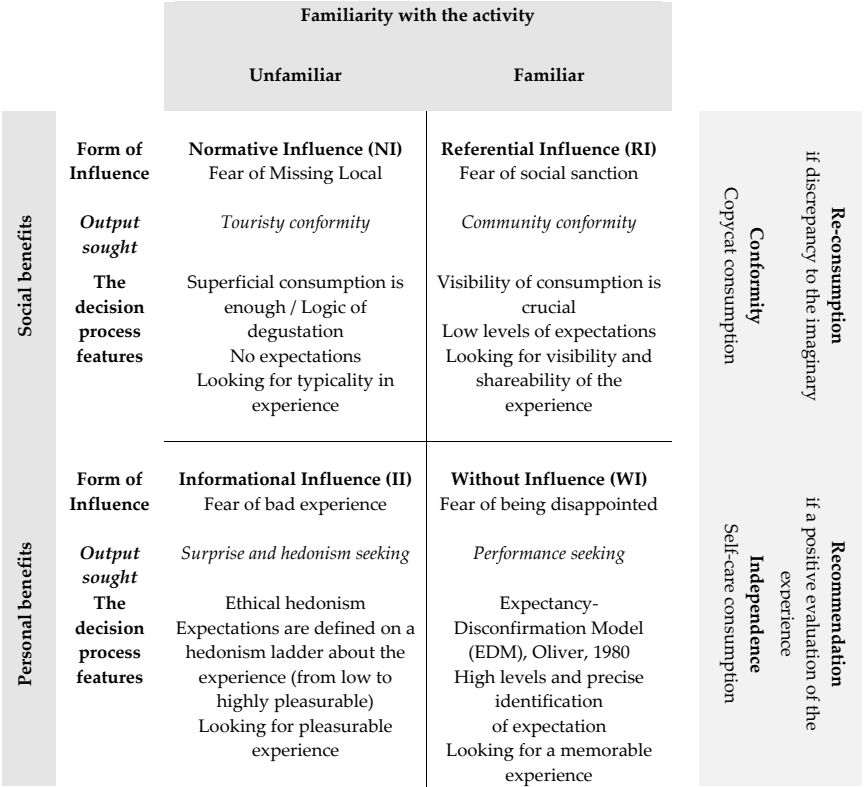 Familiarity with the activity
Unfamiliar
Familiar
Social benefits
Form of
Influence
Normative Influence (NI)
Fear of Missing Local
Referential Influence (RI)
Fear of social sanction
Output
sought
Touristy conformity
Community conformity
The
decision
process
features
Superficial consumption is
enough / Logic of
degustation
No expectations
Looking for typicality in
experience
Visibility of consumption is
crucial
Low levels of expectations
Looking for visibility and
shareability of the
experience
Conformity
Copycat consumption
Re-consumption
if discrepancy to the imaginary
Personal benefits
Form of
Influence
Informational Influence (II)
Fear of bad experience
Without Influence (WI)
Fear of being disappointed
Output
sought
Surprise and hedonism seeking
Performance seeking
The
decision
process
features
Ethical hedonism
Expectations are defined on a
hedonism ladder about the
experience (from low to
highly pleasurable)
Looking for pleasurable
experience
Expectancy-
Disconfirmation Model
(EDM), Oliver, 1980
High levels and precise
identification
of expectation
Looking for a memorable
experience
Independence
Self-care consumption
Recommendation
if a positive evaluation of the
experience